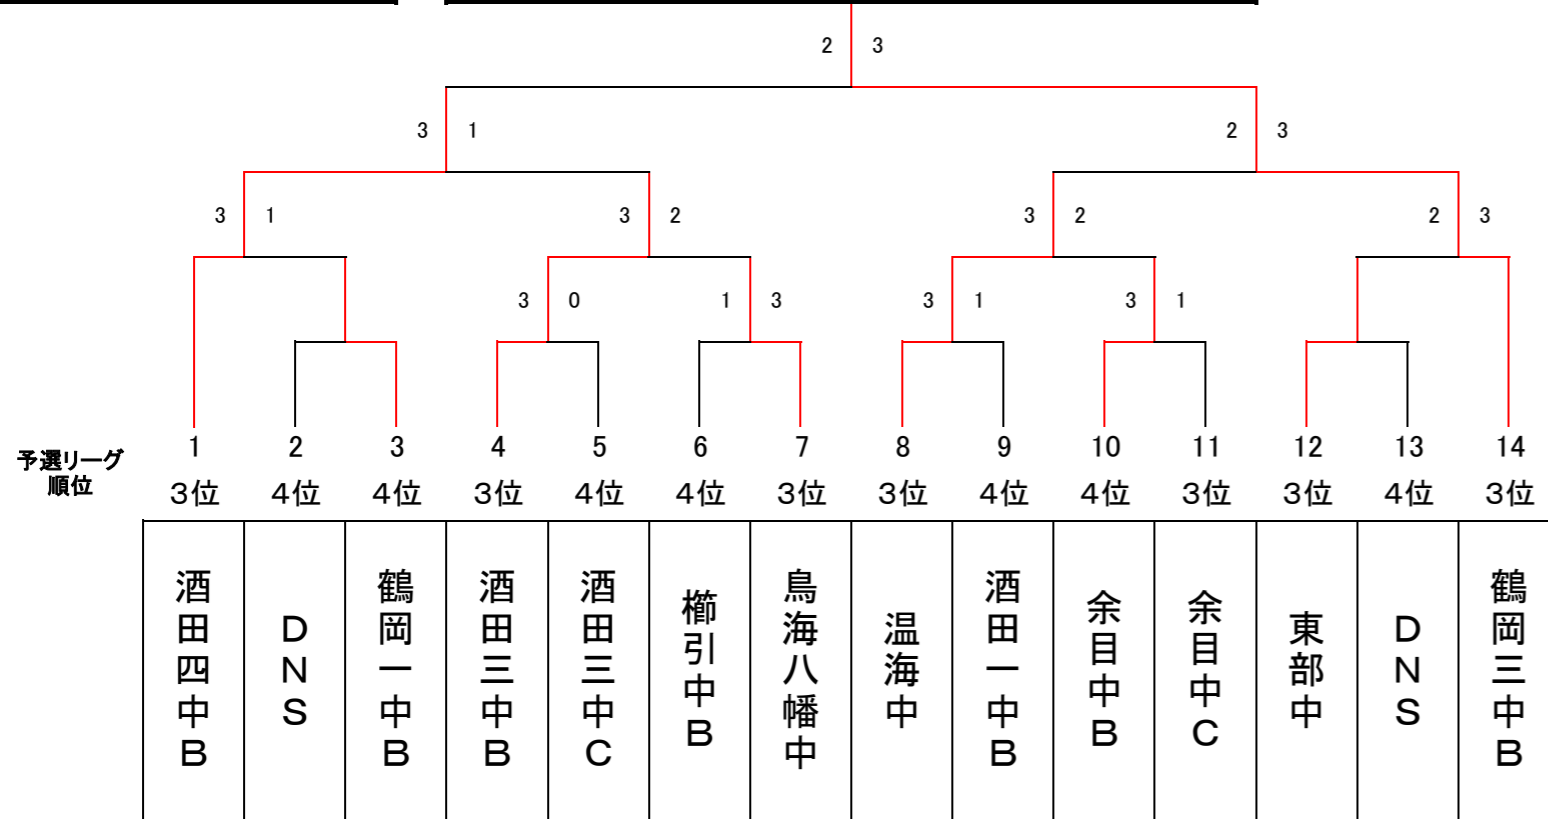 2 3
3 1 2 3
3 1 3 2 3 2 2 3
3 0 1 3 3 1 3 1
予選リーグ
順位
1 2 3 4 5 6 7 8 9 10 11 12 13 14
3位 4位 4位 3位 4位 4位 3位 3位 4位 4位 3位 3位 4位 3位
酒田四中B
DNS
鶴岡一中B
酒田三中B
酒田三中C
櫛引中B
鳥海八幡中
温海中
酒田一中B
余目中B
余目中C
東部中
DNS
鶴岡三中B